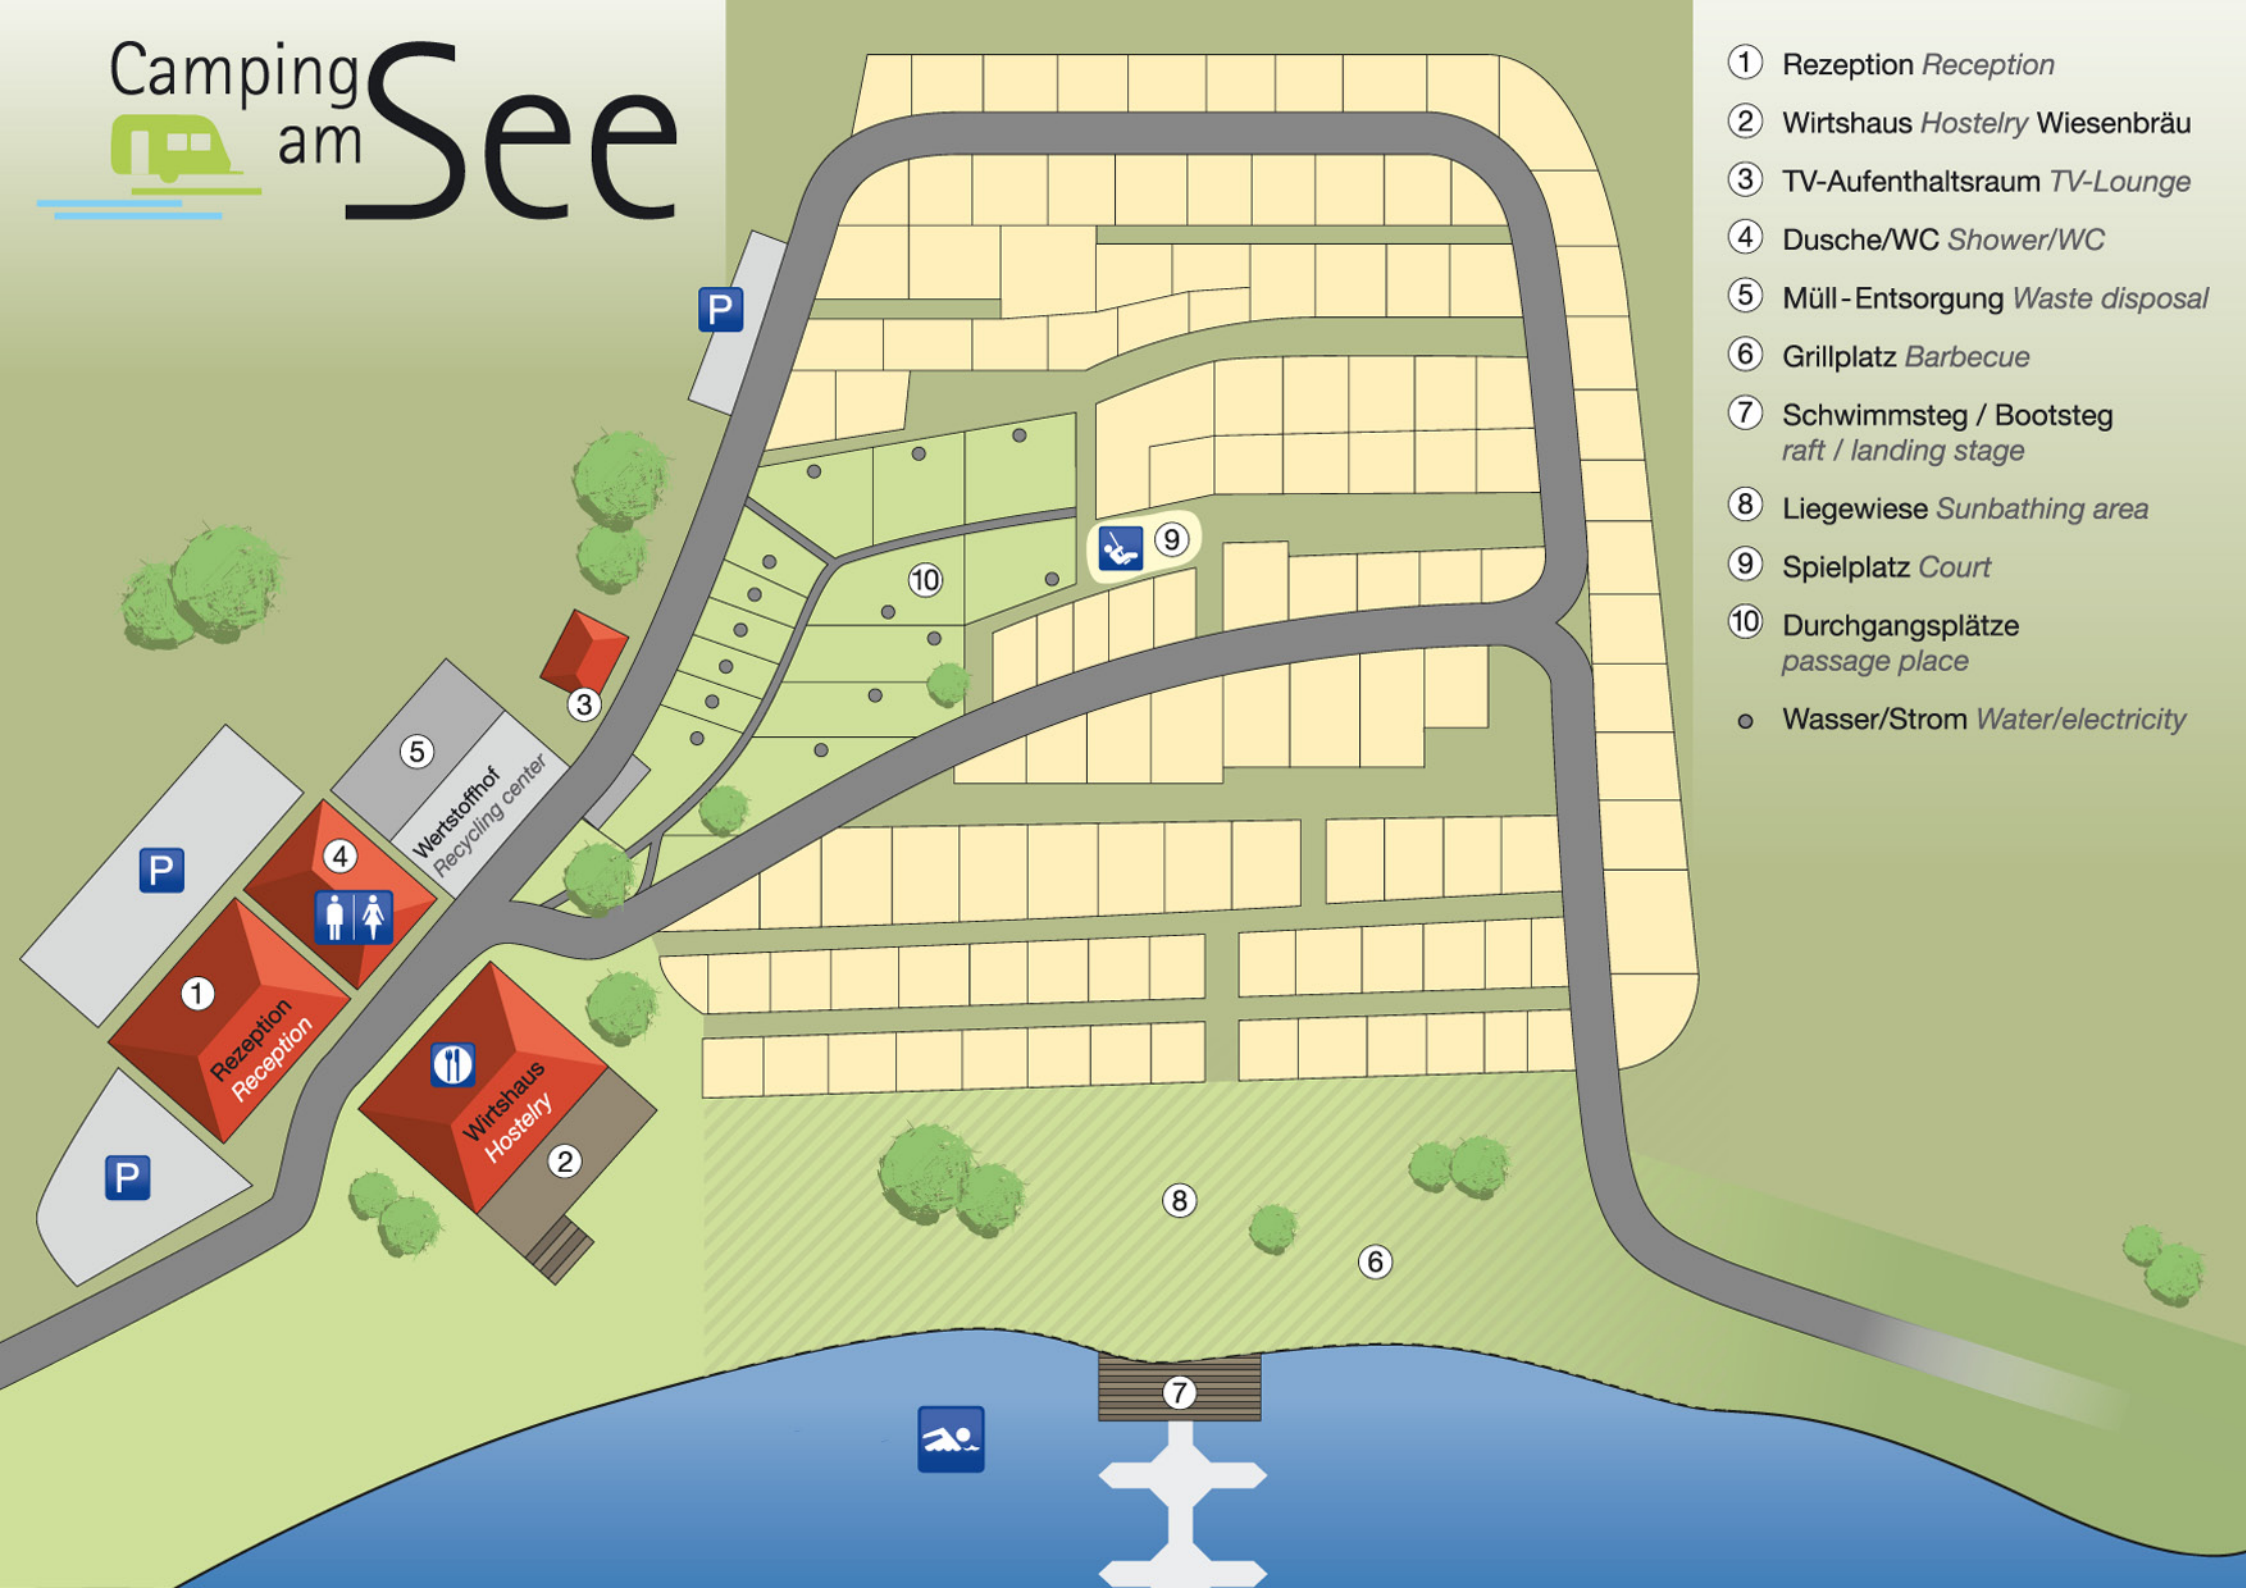 Camping
am
See
1 Rezeption Reception
2 Wirtshaus Hostelry Wiesenbräu
3 TV-Aufenthaltsraum TV-Lounge
4 Dusche/WC Shower/WC
5 Müll-Entsorgung Waste disposal
6 Grillplatz Barbecue
7 Schwimmsteg / Bootsteg
raft / landing stage
8 Liegewiese Sunbathing area
9 Spielplatz Court
10 Durchgangsplätze
passage place
Wasser/Strom Water/electricity
P
9
10
3
5
Wertstoffhof
Recycling center
P
4
1
Rezeption
Reception
P
Wirtshaus
Hostelry
2
8
6
7